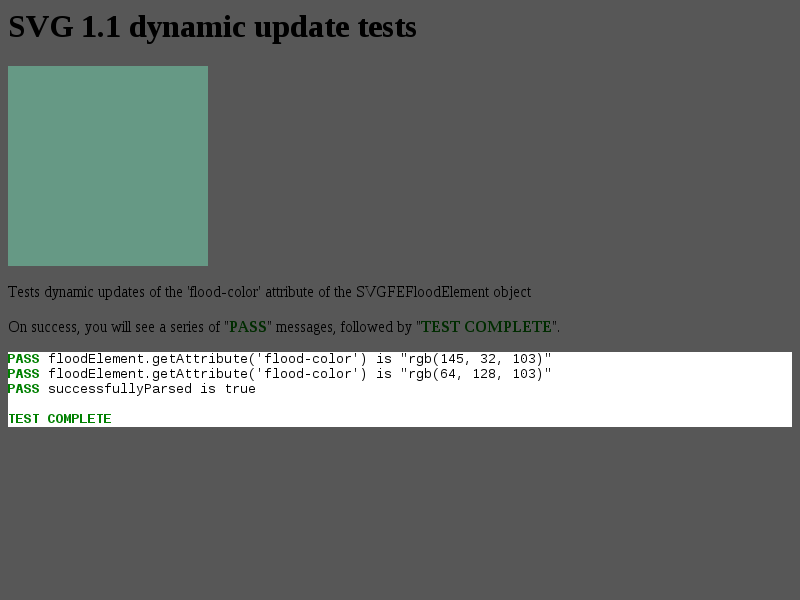 SVG 1.1 dynamic update tests
Tests dynamic updates of the 'flood-color' attribute of the SVGFEFloodElement object
On success, you will see a series of "PASS" messages, followed by "TEST COMPLETE".
PASS floodElement.getAttribute('flood-color') is "rgb(145, 32, 103)"
PASS floodElement.getAttribute('flood-color') is "rgb(64, 128, 103)"
PASS successfullyParsed is true
TEST COMPLETE